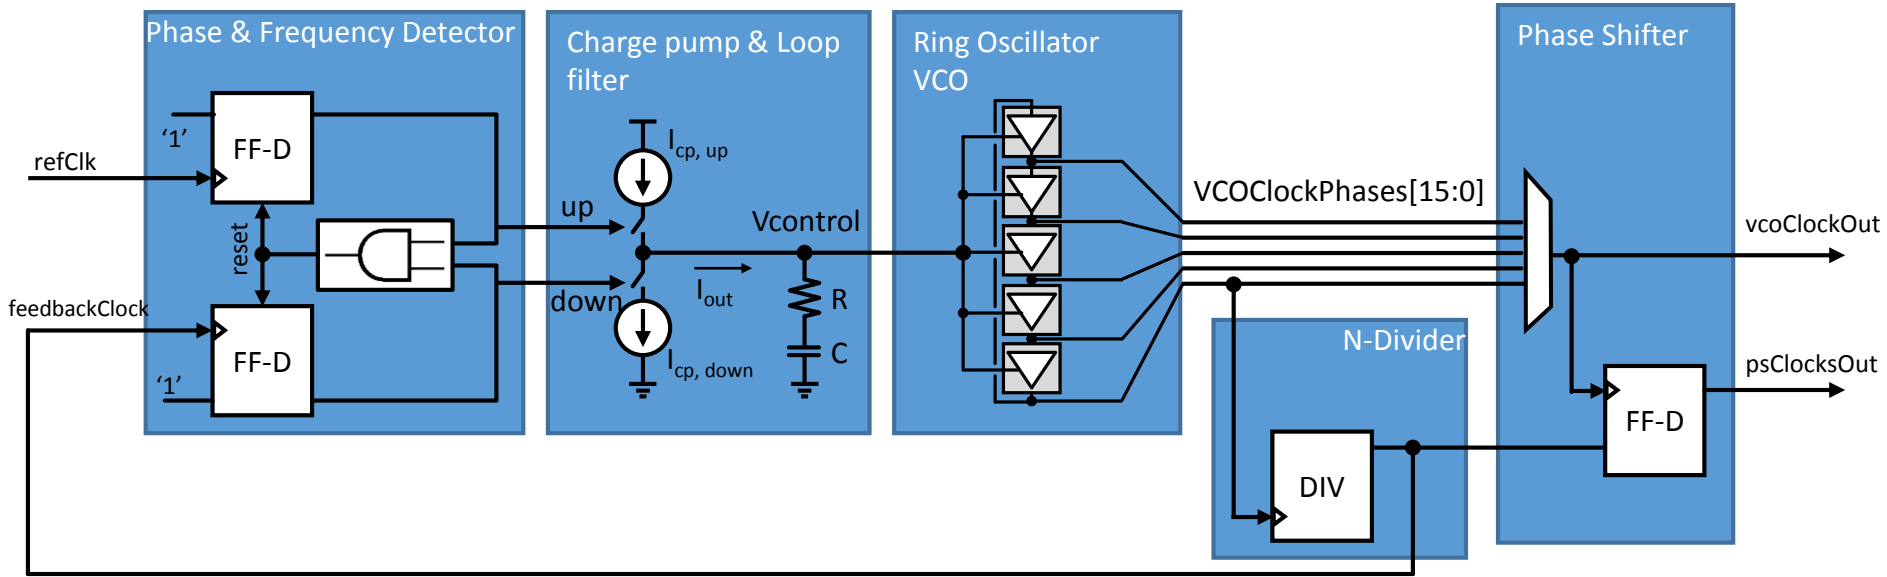 Phase & Frequency Detector
Charge pump & Loop
filter
Ring Oscillator
VCO
Phase Shifter
'1'
FF-D
refClk
reset
feedbackClock
FF-D
'1'
up
down
Icp, up
Icp, down
Iout
Vcontrol
R
C
VCOClockPhases[15:0]
N-Divider
DIV
FF-D
vcoClockOut
psClocksOut